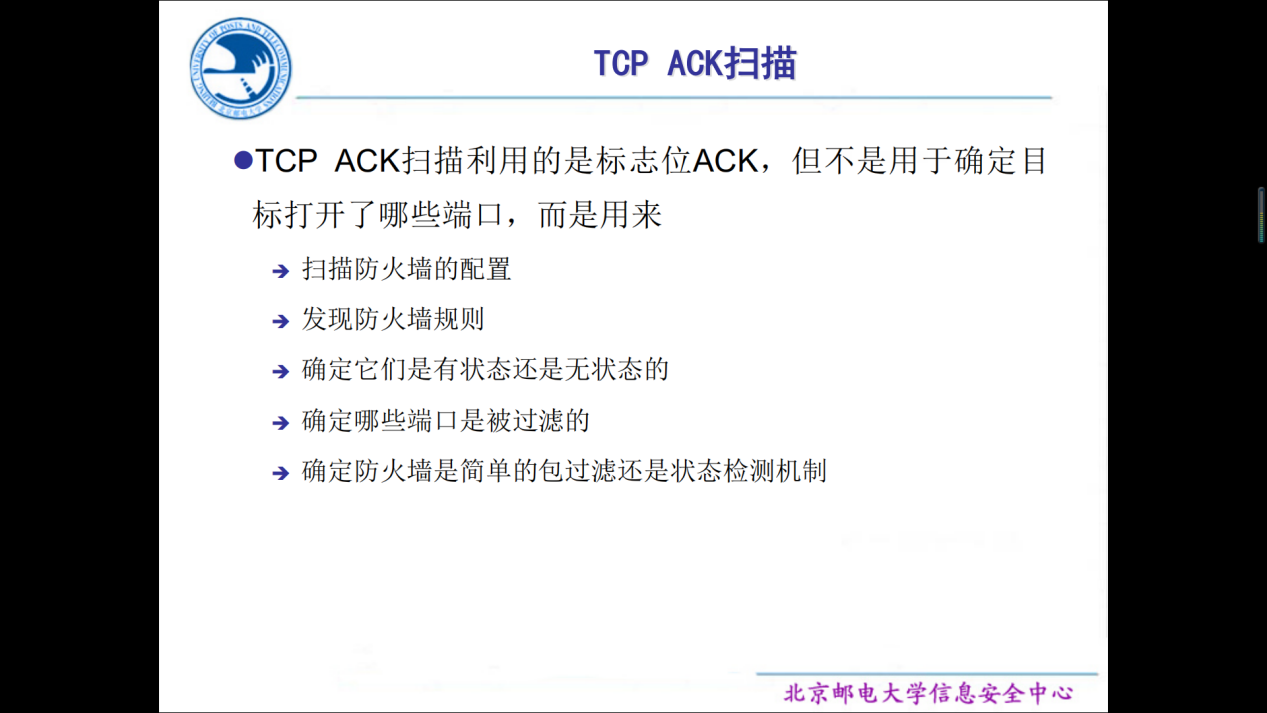 TCP ACK扫描
TCP ACK扫描利用的是标志位ACK，但不是用于确定目
标打开了哪些端口，而是用来
扫描防火墙的配置
发现防火墙规则
确定它们是有状态还是无状态的
确定哪些端口是被过滤的
确定防火墙是简单的包过滤还是状态检测机制
北京邮电大学信息安全中心